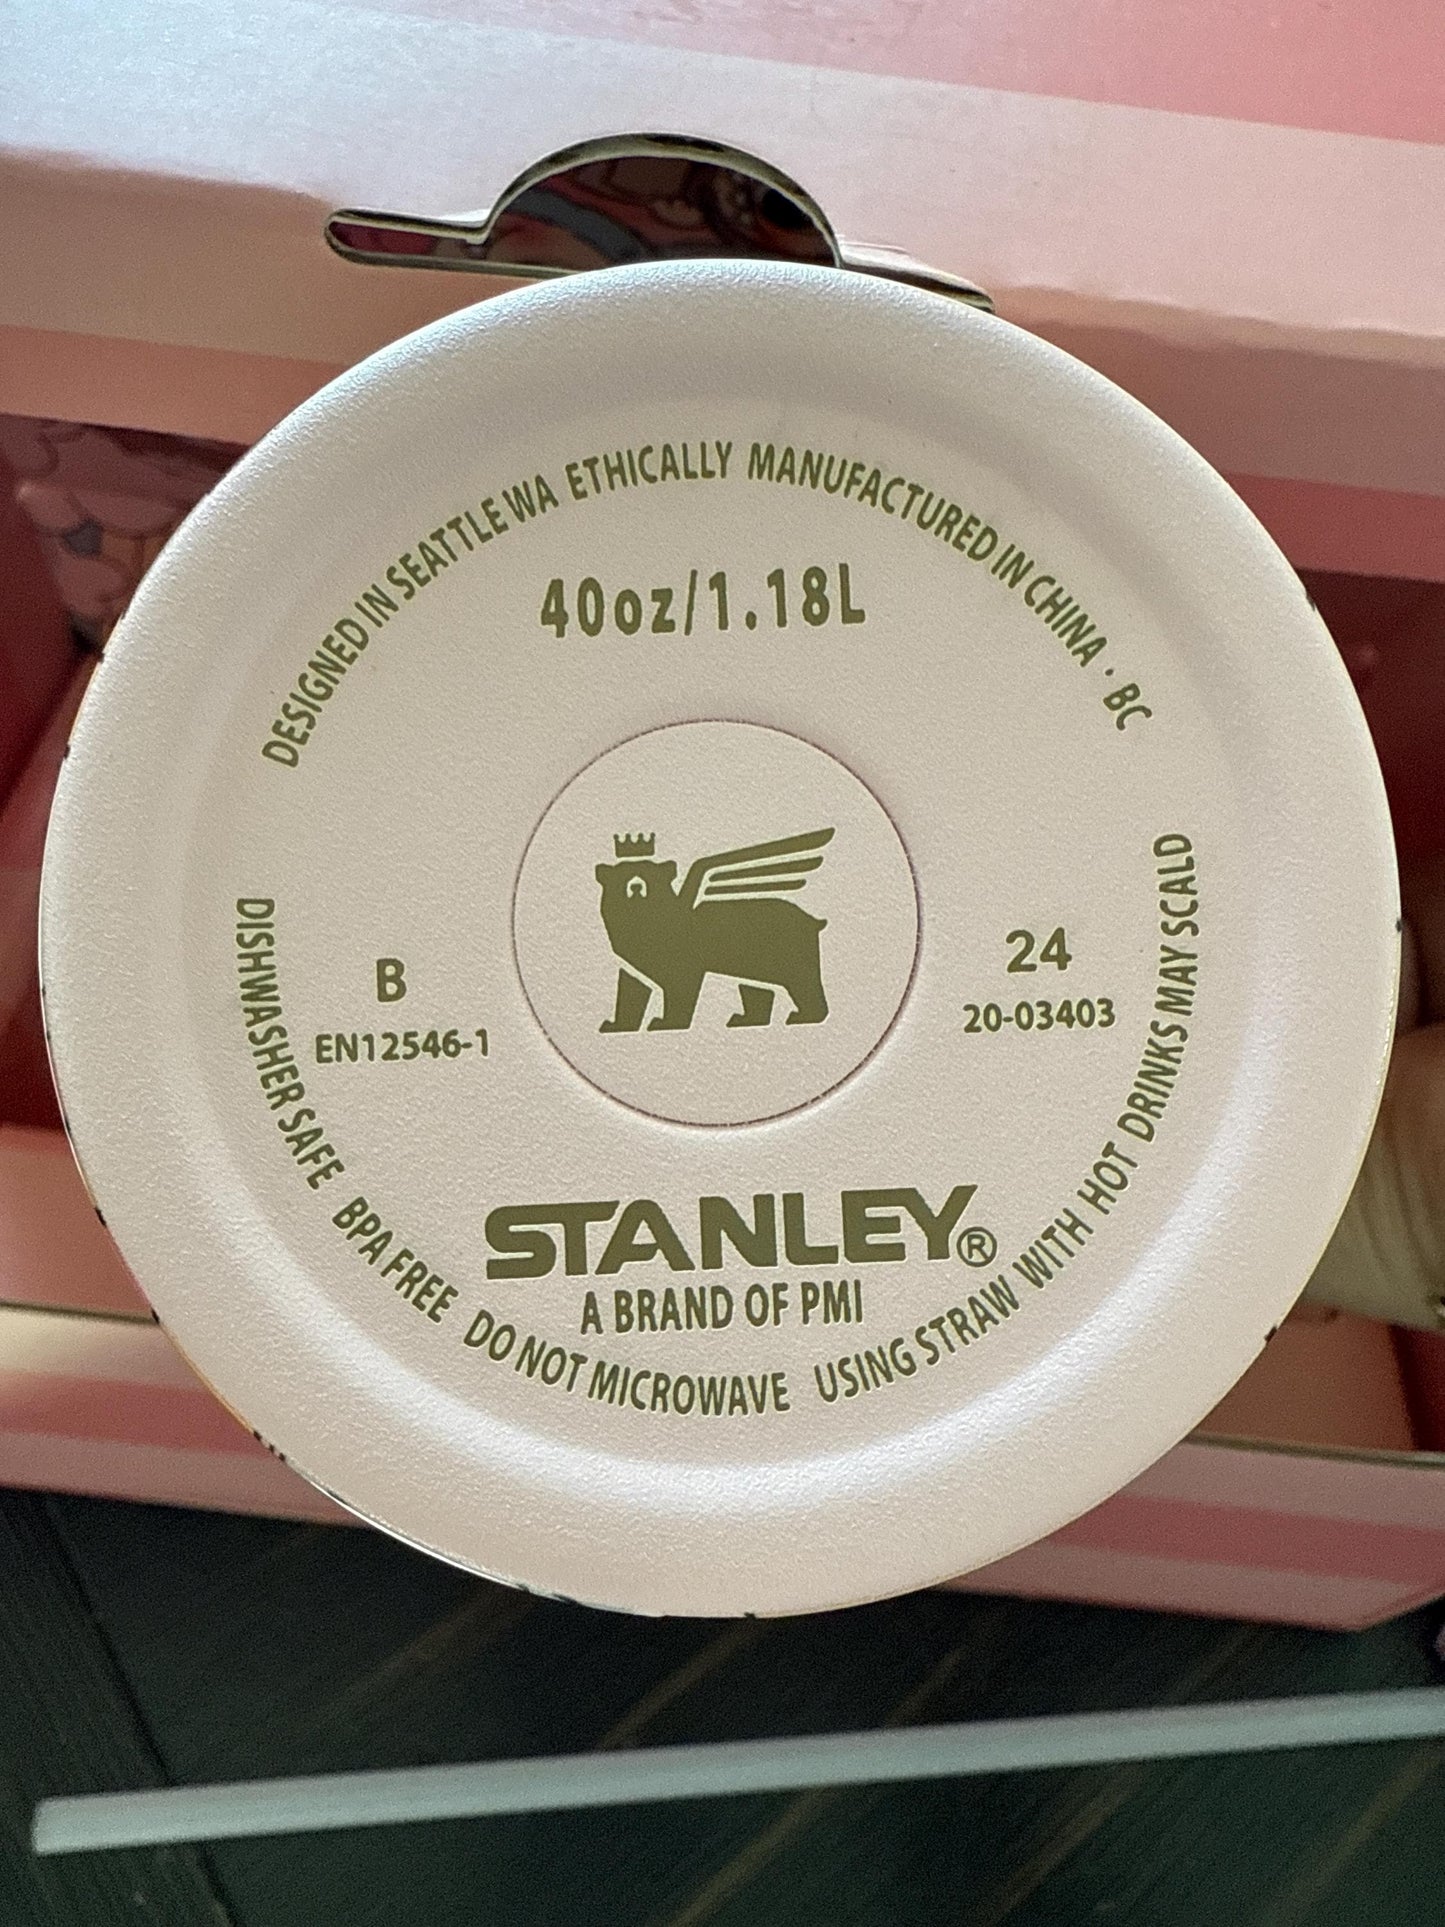 DESIGNED IN SEATTLE WA ETHICALLY MANUFACTURED IN CHINA · BC
40oz/1.18L
B
EN12546-1
24
20-03403
STANLEY®
A BRAND OF PMI
DISHWASHER SAFE BPA FREE DO NOT MICROWAVE USING STRAW WITH HOT DRINKS MAY SCALD